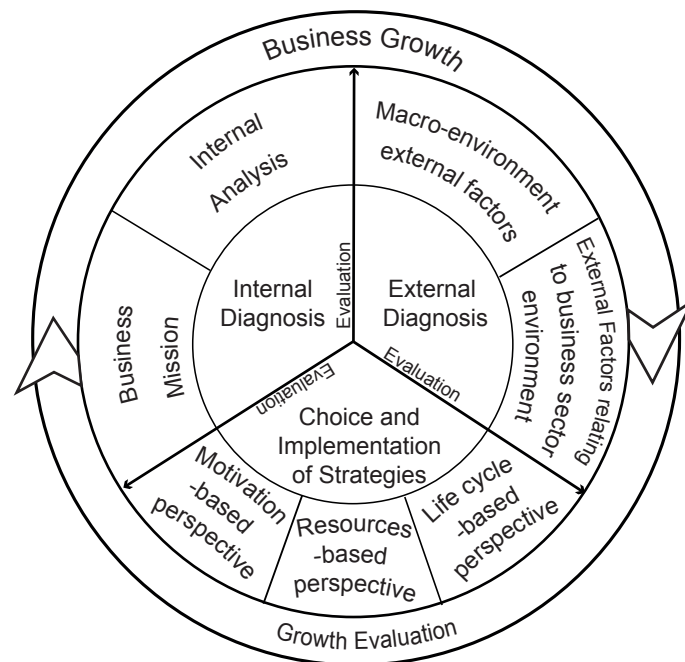 Business Growth
Internal
Analysis
Macro-environment
external factors
Business
Mission
Internal
Diagnosis
Evaluation
External
Diagnosis
External Factors relating
to business sector
environment
Evaluation
Evaluation
Choice and
Implementation
of Strategies
Motivation
-based
perspective
Resources
-based
perspective
Life cycle
-based
perspective
Growth Evaluation